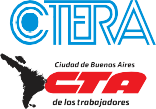 CTERA
Ciudad de Buenos Aires
CTA
de los trabajadores